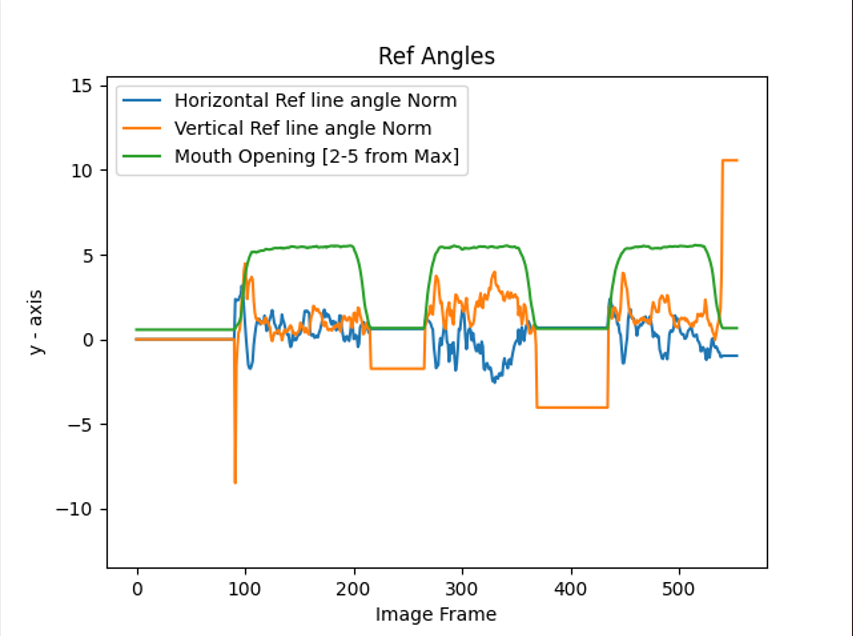 Ref Angles
Horizontal Ref line angle Norm
Vertical Ref line angle Norm
Mouth Opening [2-5 from Max]
15
10
5
0
−5
−10
y - axis
0 100 200 300 400 500
Image Frame